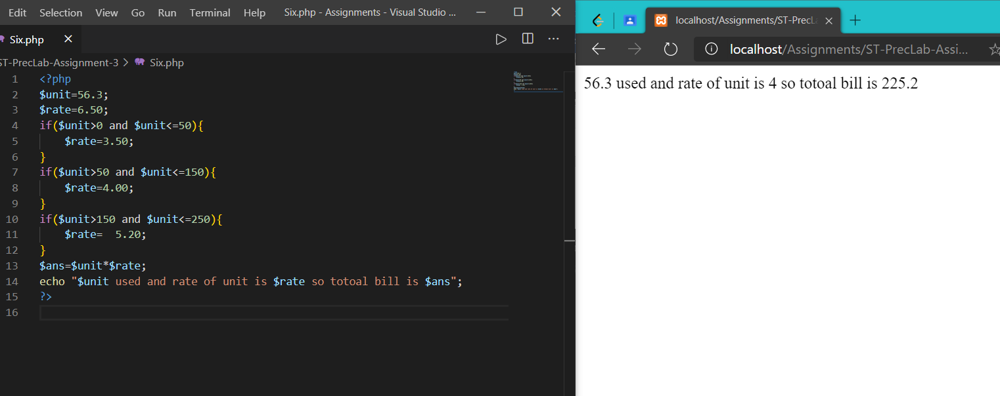 Edit Selection View Go Run Terminal Help Six.php - Assignments - Visual Studio ...
Six.php
ST-PrecLab-Assignment-3 > Six.php
1 <?php
2 $unit=56.3;
3 $rate=6.50;
4 if($unit>0 and $unit<=50){
5 $rate=3.50;
6 }
7 if($unit>50 and $unit<=150){
8 $rate=4.00;
9 }
10 if($unit>150 and $unit<=250){
11 $rate=  5.20;
12 }
13 $ans=$unit*$rate;
14 echo "$unit used and rate of unit is $rate so totoal bill is $ans";
15 ?>
16
localhost/Assignments/ST-PrecL
localhost/Assignments/ST-PrecLab-Assi...
56.3 used and rate of unit is 4 so totoal bill is 225.2